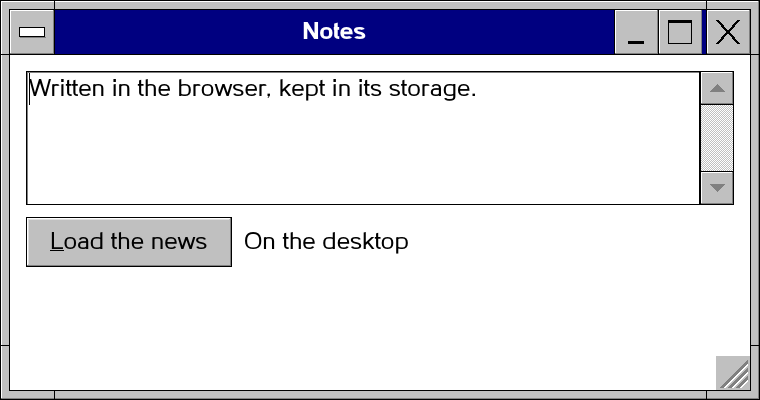 Notes
Written in the browser, kept in its storage.
Load the news
On the desktop